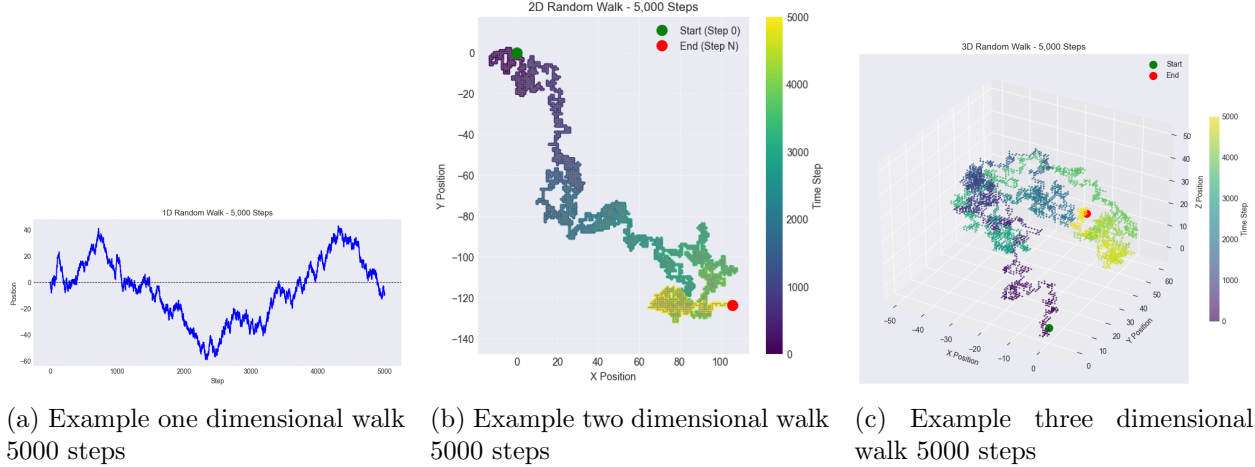 1D Random Walk - 5,000 Steps
40
20
0
−20
−40
−60
Position
0
1000
2000
3000
4000
5000
Step
(a) Example one dimensional walk
5000 steps
2D Random Walk - 5,000 Steps
Start (Step 0)
End (Step N)
0
−20
−40
−60
−80
−100
−120
−140
Y Position
0
20
40
60
80
100
X Position
5000
4000
3000
2000
1000
0
Time Step
(b) Example two dimensional walk
5000 steps
3D Random Walk - 5,000 Steps
Start
End
50
40
30
20
10
0
Z Position
−50
−40
−30
−20
−10
0
X Position
0
10
20
30
40
50
60
Y Position
5000
4000
3000
2000
1000
0
Time Step
(c) Example three dimensional
walk 5000 steps